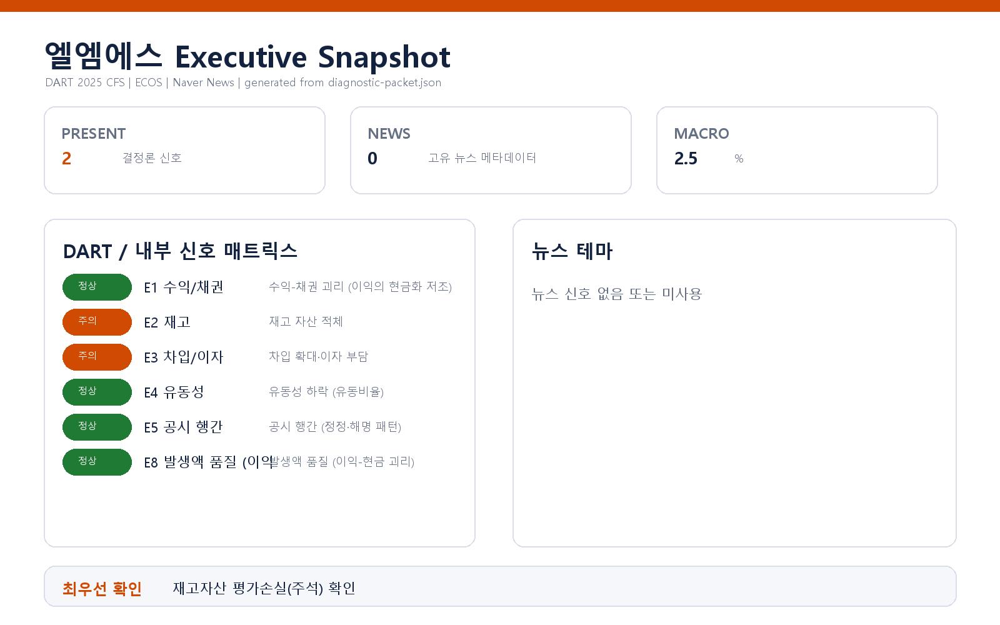 엘엠에스 Executive Snapshot
DART 2025 CFS | ECOS | Naver News | generated from diagnostic-packet.json
PRESENT
2 결정론 신호
NEWS
0 고유 뉴스 메타데이터
MACRO
2.5 %
DART / 내부 신호 매트릭스
정상 E1 수익/채권 수익-채권 괴리 (이익의 현금화 저조)
주의 E2 재고 재고 자산 적체
주의 E3 차입/이자 차입 확대·이자 부담
정상 E4 유동성 유동성 하락 (유동비율)
정상 E5 공시 행간 공시 행간 (정정·해명 패턴)
정상 E8 발생액 품질 (이익 발생액 품질 (이익-현금 괴리)
뉴스 테마
뉴스 신호 없음 또는 미사용
최우선 확인 재고자산 평가손실(주석) 확인